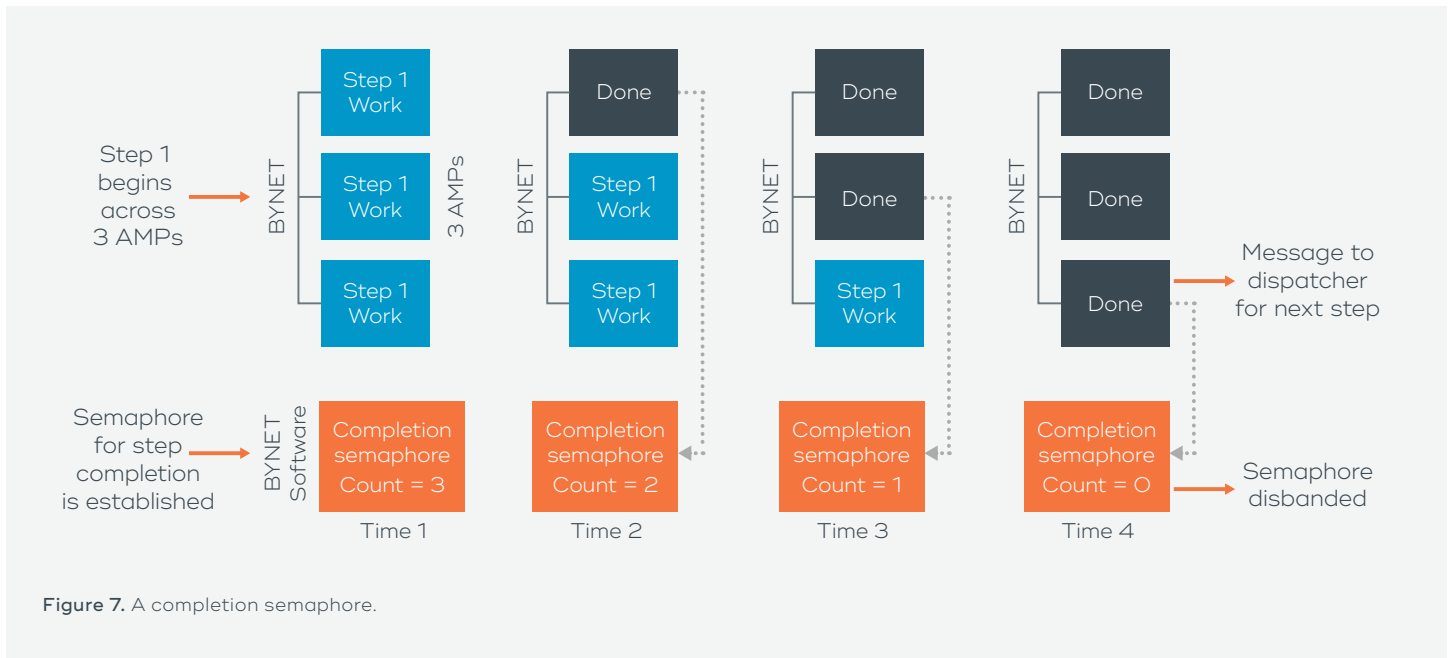 Step 1
begins
across
3 AMPs
BYNET
Step 1
Work
Step 1
Work
Step 1
Work
3 AMPs
BYNET
Done
Step 1
Work
Step 1
Work
BYNET
Done
Done
Step 1
Work
BYNET
Done
Done
Done
Message to
dispatcher
for next step
Semaphore
for step
completion
is established
BYNET
Software
Completion
semaphore
Count = 3
Time 1
Completion
semaphore
Count = 2
Time 2
Completion
semaphore
Count = 1
Time 3
Completion
semaphore
Count = 0
Time 4
Semaphore
disbanded
Figure 7. A completion semaphore.